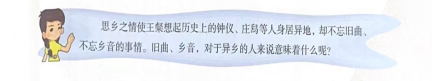 思乡之情使王粲想起历史上的钟仪、庄舄等人身居异地，却不忘旧曲、
不忘乡音的事情。旧曲、乡音，对于异乡的人来说意味着什么呢？